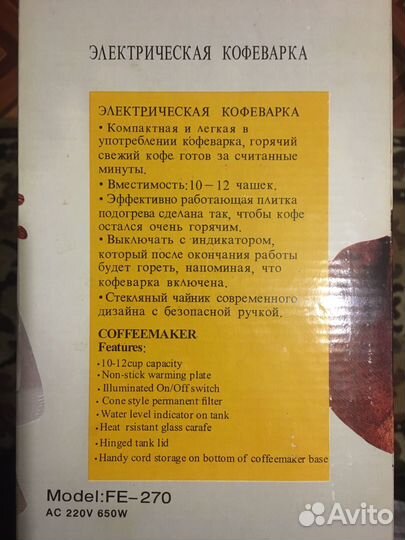 ЭЛЕКТРИЧЕСКАЯ КОФЕВАРКА
ЭЛЕКТРИЧЕСКАЯ КОФЕВАРКА
• Компактная и легкая в
употреблении кофеварка, горячий
свежий кофе готов за считанные
минуты.
• Вместимость:10—12 чашек.
• Эффективно работающая плитка
подогрева сделана так, чтобы кофе
остался очень горячим.
• Выключать с индикатором,
который после окончания работы
будет гореть, напоминая, что
кофеварка включена.
• Стекляный чайник современного
дизайна с безопасной ручкой.
COFFEEMAKER
Features:
• 10-12cup capacity
• Non-stick warming plate
• Illuminated On/Off switch
• Cone style permanent filter
• Water level indicator on tank
• Heat rsistant glass carafe
• Hinged tank lid
• Handy cord storage on bottom of coffeemaker base
Model:FE-270
AC 220V 650W
Avito